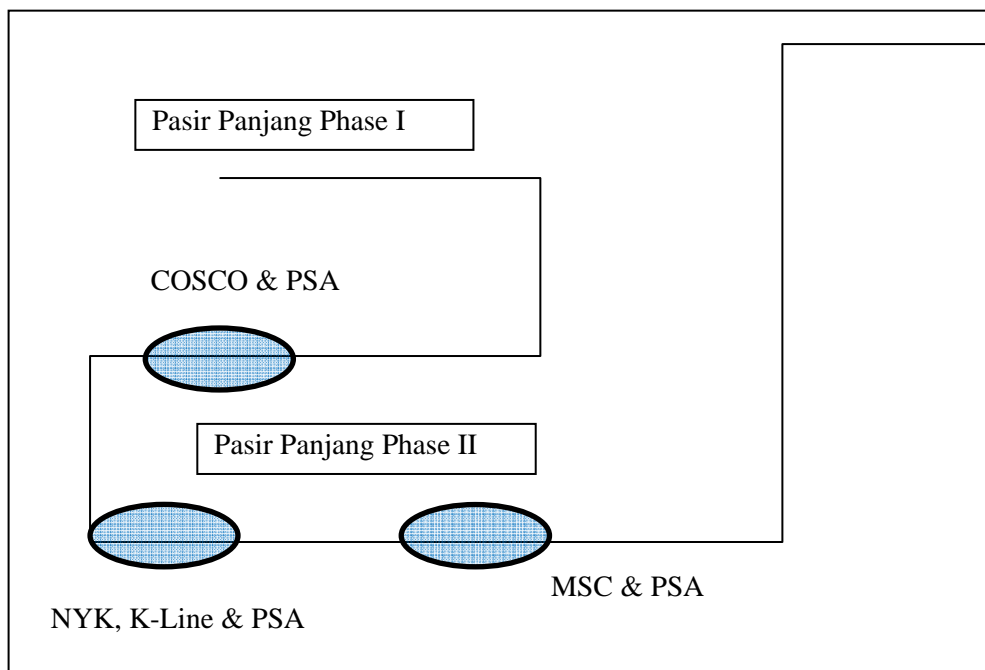 Pasir Panjang Phase I
COSCO & PSA
Pasir Panjang Phase II
MSC & PSA
NYK, K-Line & PSA